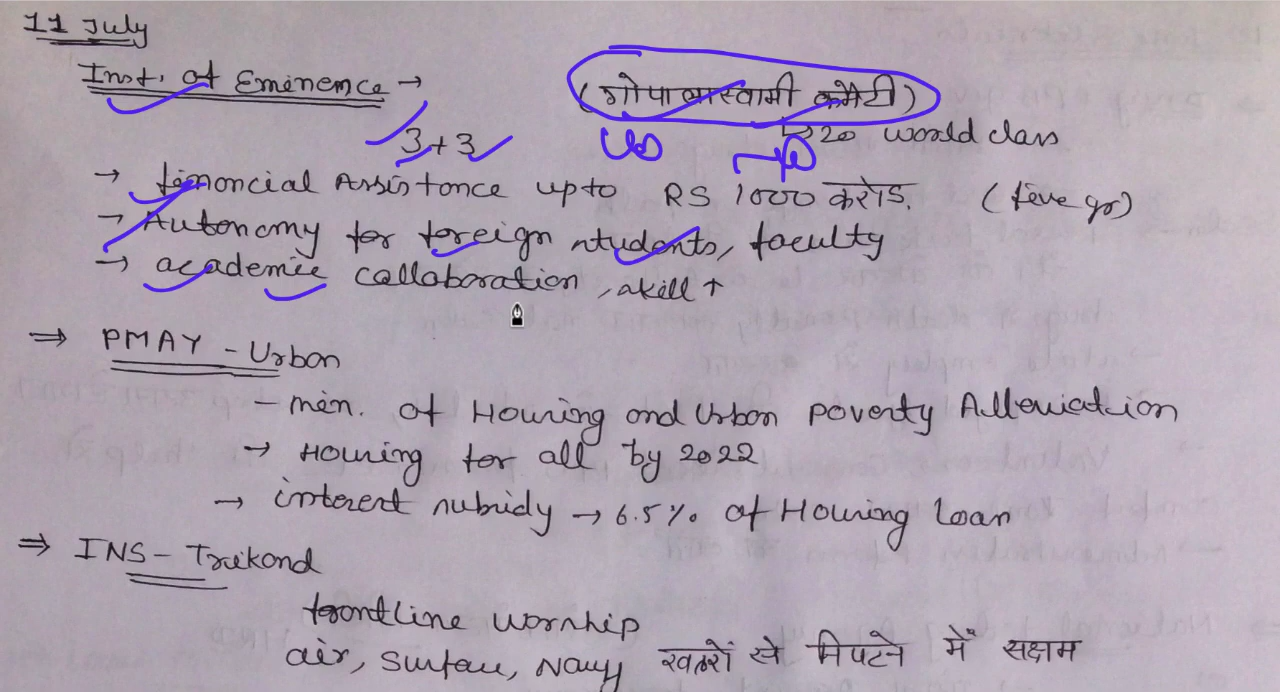 11 July
Inst. of Eminence → (गोपालास्वामी कमेटी)
3+3 ↳ 20 world class
→ financial Assistance upto RS 1000 करोड. (five yr)
→ Autonomy for foreign students, faculty
→ academic collaboration, skill ↑
⇒ PMAY - Urban
min. of Housing and Urban Poverty Alleviation
→ Housing for all by 2022
→ interest subsidy → 6.5% of Housing Loan
⇒ INS - Trikand
frontline warship
air, surface, Navy खतरों से निपटने में सक्षम